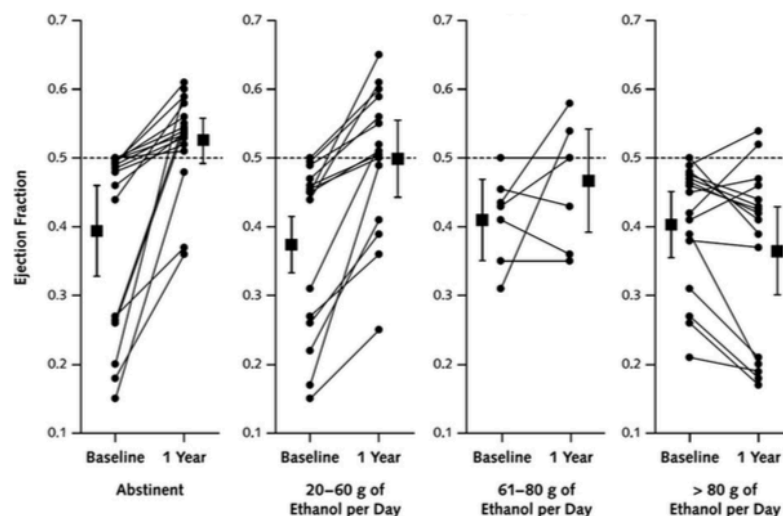 0.7
0.6
0.5
0.4
0.3
0.2
0.1
Ejection Fraction
Baseline 1 Year
Abstinent
0.7
0.6
0.5
0.4
0.3
0.2
0.1
Baseline 1 Year
20–60 g of
Ethanol per Day
0.7
0.6
0.5
0.4
0.3
0.2
0.1
Baseline 1 Year
61–80 g of
Ethanol per Day
0.7
0.6
0.5
0.4
0.3
0.2
0.1
Baseline 1 Year
> 80 g of
Ethanol per Day